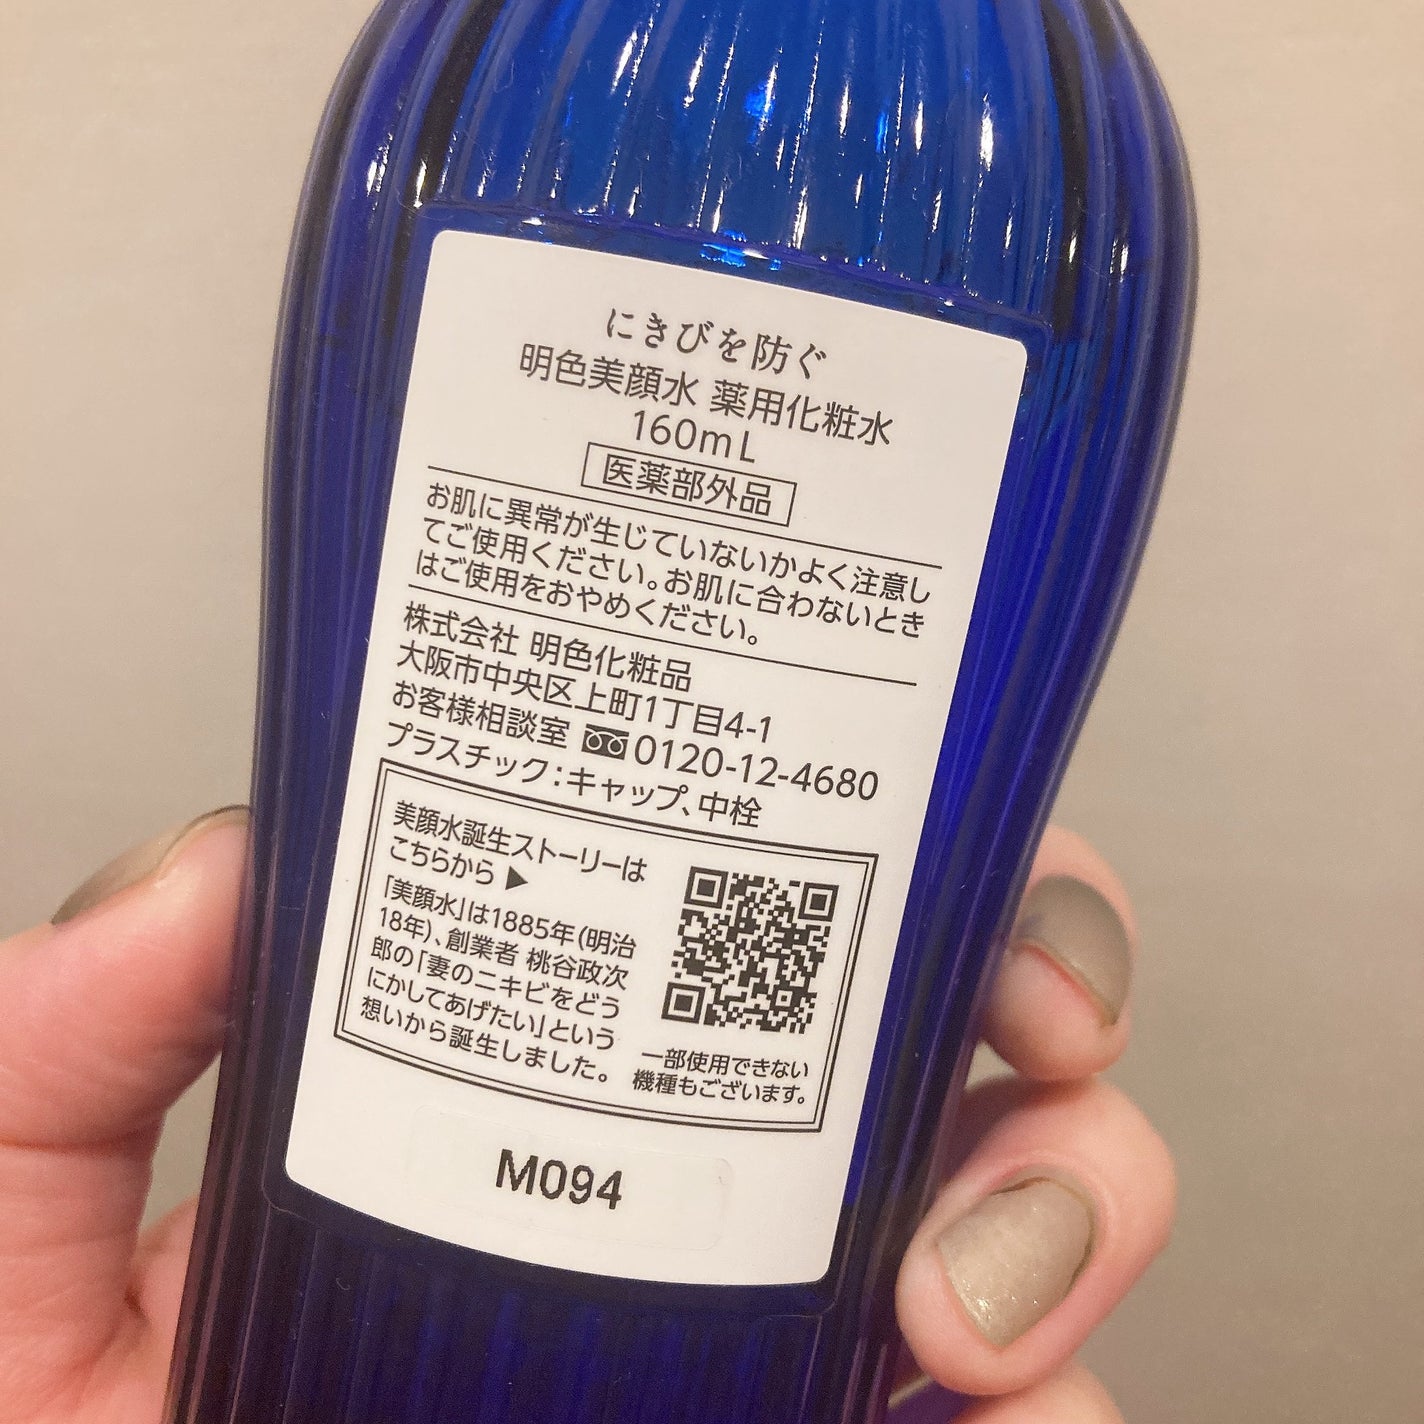 にきびを防ぐ
明色美顔水 薬用化粧水
160mL
医薬部外品
お肌に異常が生じていないかよく注意し
てご使用ください。お肌に合わないとき
はご使用をおやめください。
株式会社 明色化粧品
大阪市中央区上町1丁目4-1
お客様相談室 0120-12-4680
プラスチック:キャップ、中栓
美顔水誕生ストーリーは
こちらから ▶
「美顔水」は1885年(明治
18年)、創業者 桃谷政次
郎の「妻のニキビをどう
にかしてあげたい」という
想いから誕生しました。
一部使用できない
機種もございます。
M094